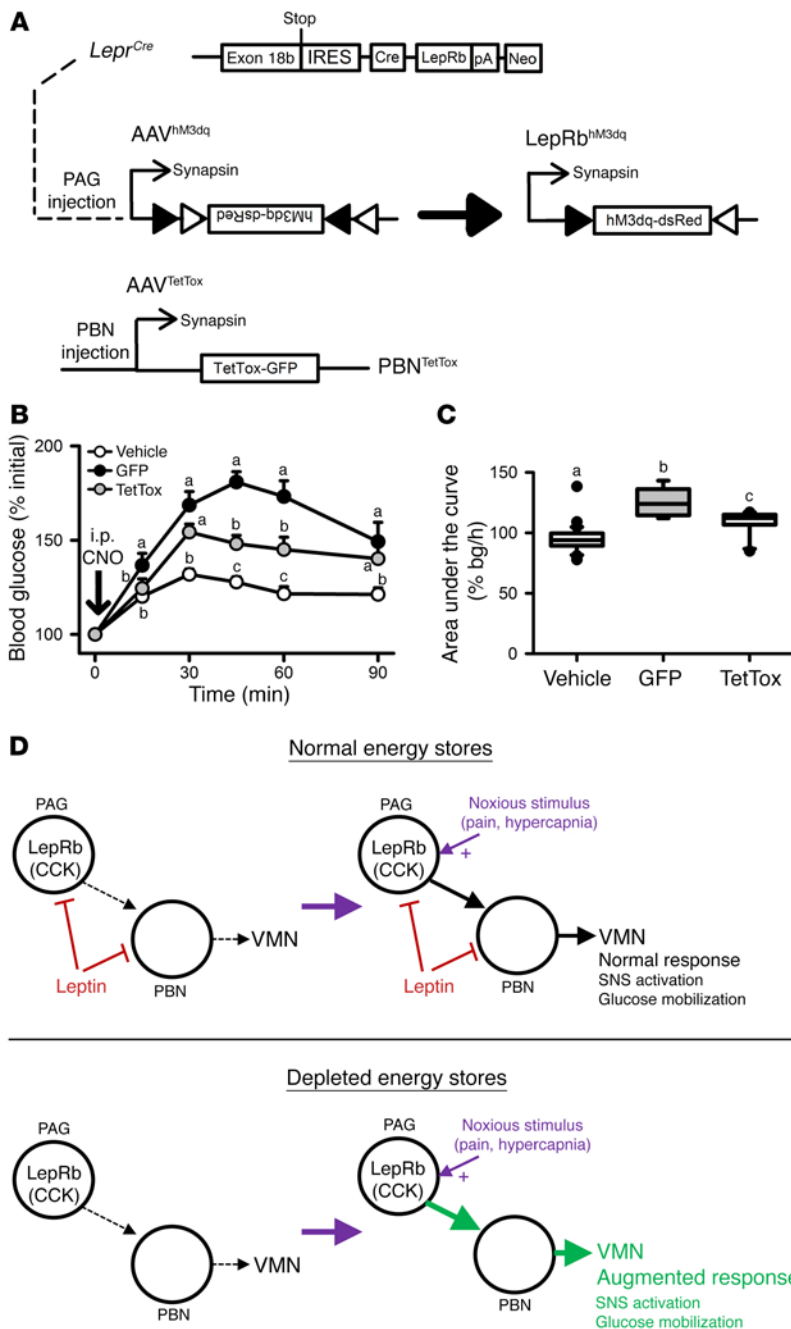 A
Stop
Lepr^Cre
Exon 18b IRES Cre LepRb pA Neo
AAV^hM3dq
LepRb^hM3dq
PAG
injection
Synapsin
Synapsin
hM3dq-dsRed
hM3dq-dsRed
AAV^TetTox
PBN
injection
Synapsin
TetTox-GFP
PBN^TetTox
B
Blood glucose (% initial)
200
150
100
Vehicle
GFP
TetTox
i.p.
CNO
a
a
a
a
a
b
b
a
b
b
b
c
c
a
b
b
0
30
60
90
Time (min)
C
Area under the curve
(% bg/h)
150
100
50
0
a
b
c
Vehicle
GFP
TetTox
D
Normal energy stores
PAG
LepRb
(CCK)
VMN
Leptin
PBN
PAG
Noxious stimulus
(pain, hypercapnia)
+
LepRb
(CCK)
VMN
Normal response
SNS activation
Glucose mobilization
Leptin
PBN
Depleted energy stores
PAG
LepRb
(CCK)
VMN
PBN
PAG
Noxious stimulus
(pain, hypercapnia)
+
LepRb
(CCK)
VMN
Augmented response
SNS activation
Glucose mobilization
PBN